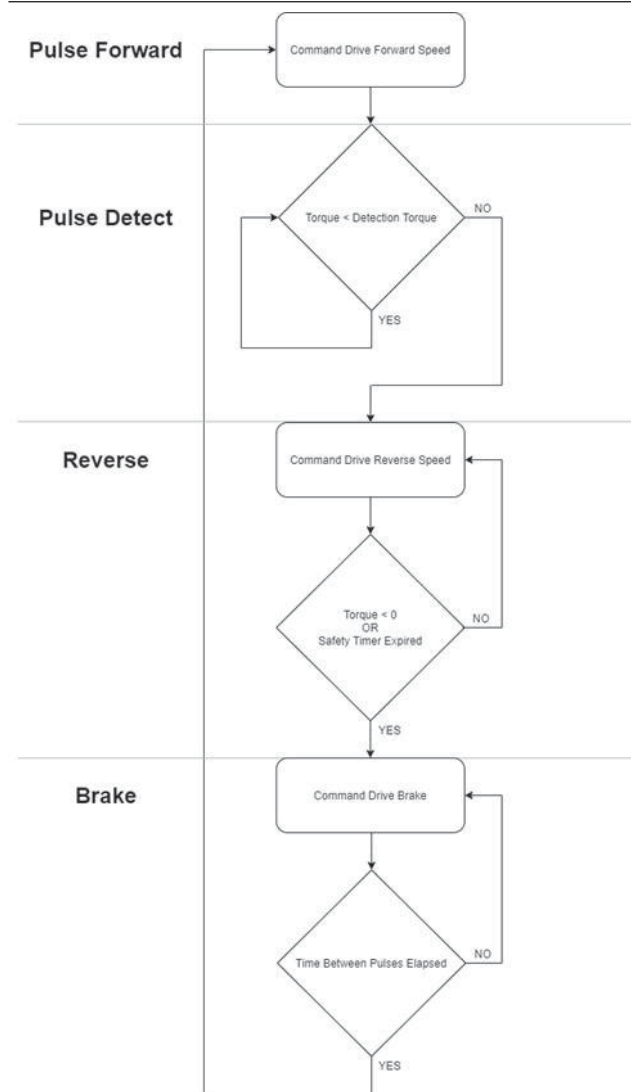 Pulse Forward
Command Drive Forward Speed
Pulse Detect
Torque < Detection Torque
NO
YES
Reverse
Command Drive Reverse Speed
Torque < 0
OR
Safety Timer Expired
NO
YES
Brake
Command Drive Brake
Time Between Pulses Elapsed
NO
YES